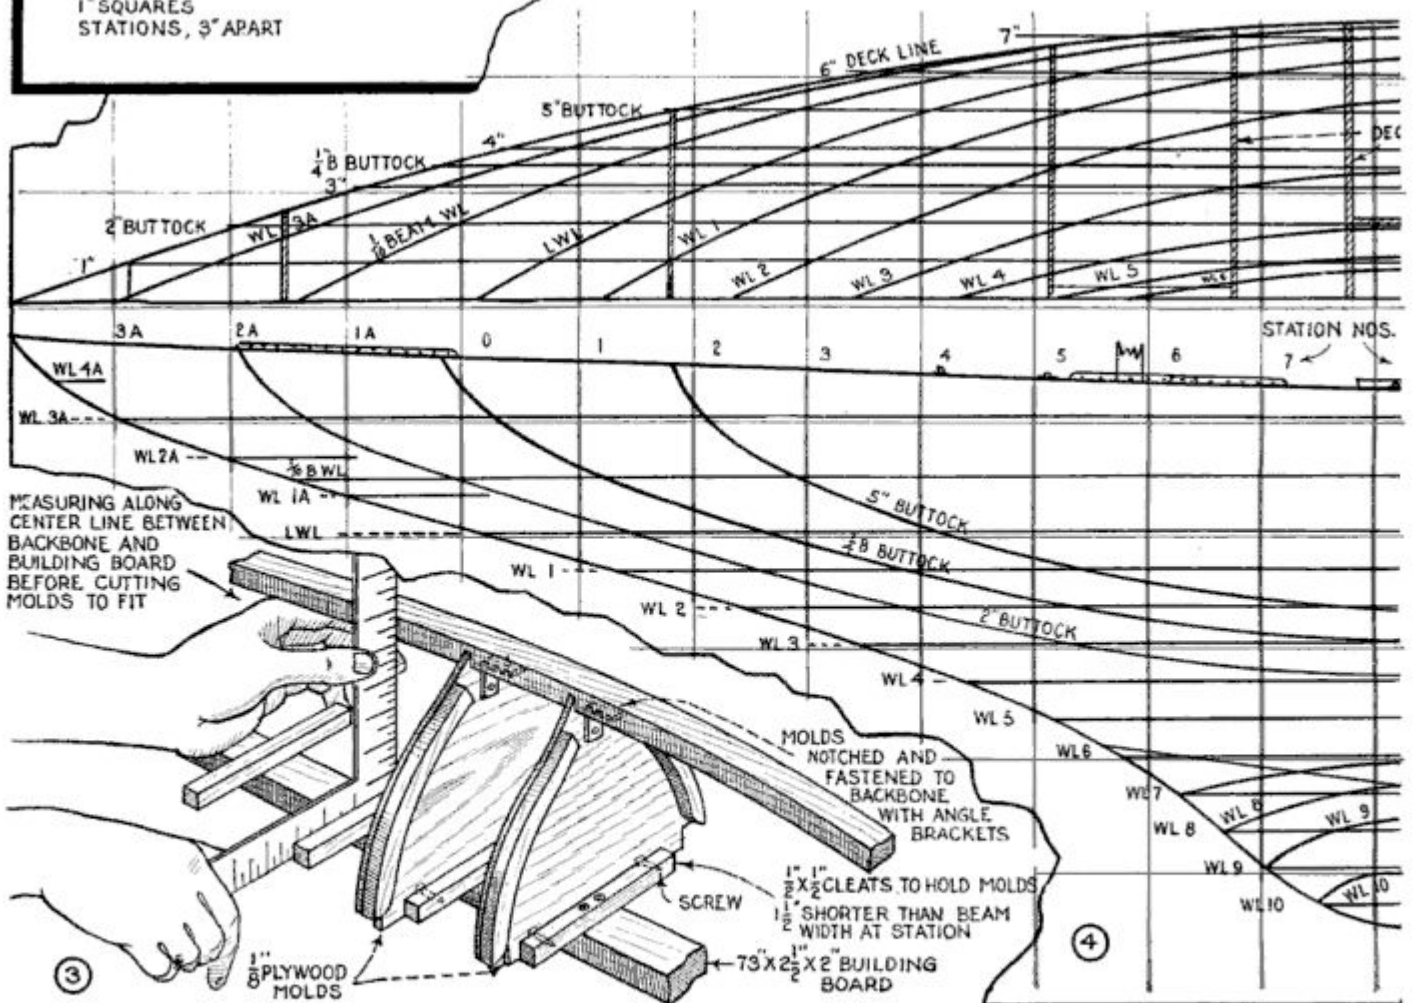 1" SQUARES
STATIONS, 3" APART
7"
6" DECK LINE
5" BUTTOCK
4"
1/4 B BUTTOCK
3"
2" BUTTOCK
1"
WL 3A
BEAM WL
LWL
WL 1
WL 2
WL 3
WL 4
WL 5
DEC
3A
2A
1A
0
1
2
3
4
5
6
7
STATION NOS.
WL 4A
WL 3A
WL2A
B WL
WL 1A
LWL
WL 1
WL 2
WL 3
WL 4
WL 5
WL6
WL 7
WL 8
WL 9
WL 10
5" BUTTOCK
1/4 B BUTTOCK
2" BUTTOCK
WL 8
WL 9
WL 10
MEASURING ALONG
CENTER LINE BETWEEN
BACKBONE AND
BUILDING BOARD
BEFORE CUTTING
MOLDS TO FIT
MOLDS
NOTCHED AND
FASTENED TO
BACKBONE
WITH ANGLE
BRACKETS
1/2" X 1/2" CLEATS TO HOLD MOLDS
1 1/2" SHORTER THAN BEAM
WIDTH AT STATION
SCREW
73" X 2 1/2" X 2" BUILDING
BOARD
1/8" PLYWOOD
MOLDS
3
4